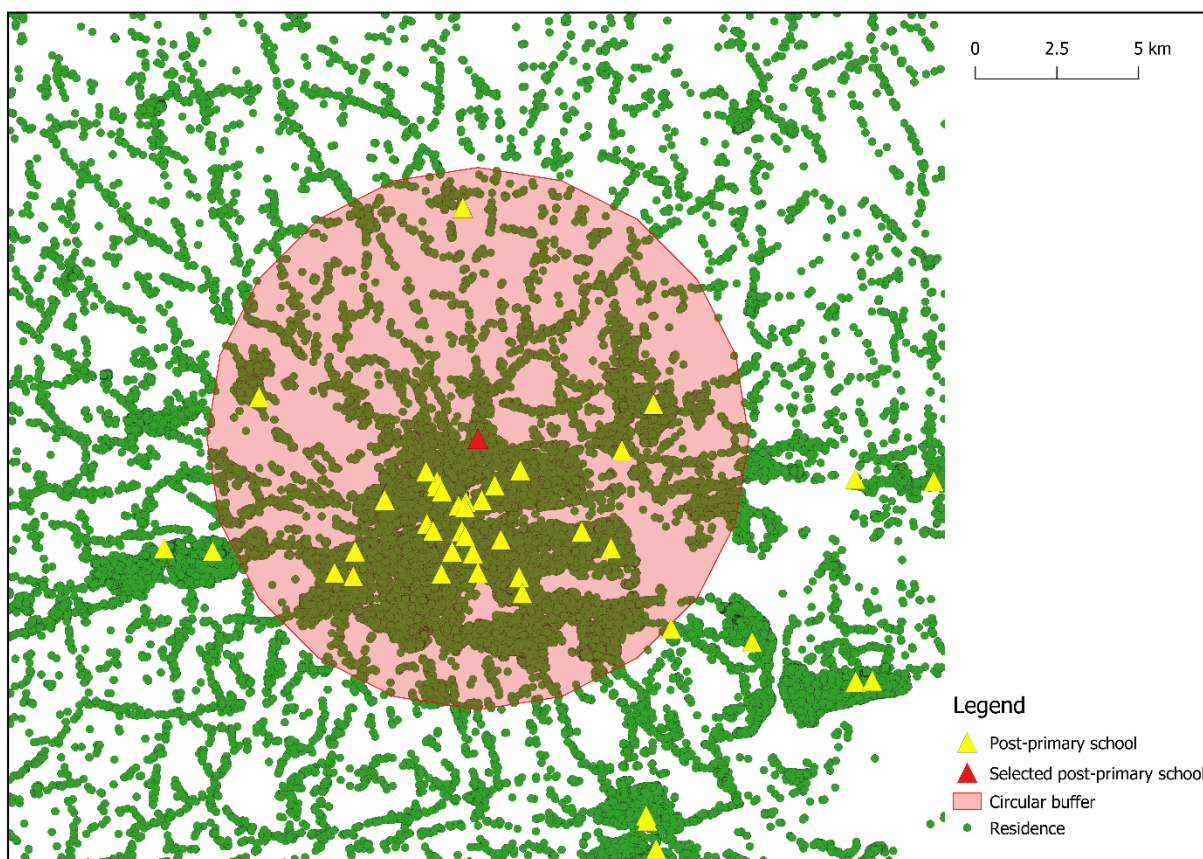 0 2.5 5 km
Legend
Post-primary school
Selected post-primary school
Circular buffer
Residence